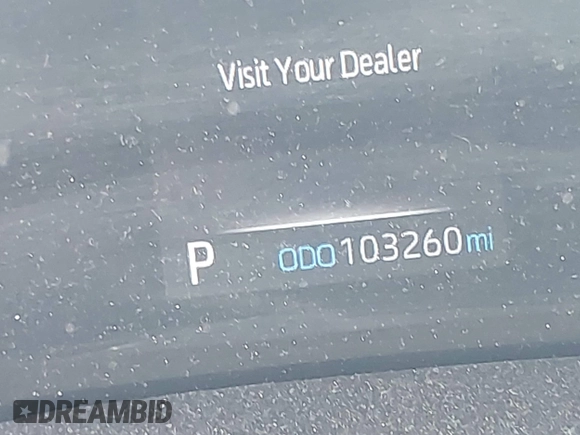 Visit Your Dealer
P ODO 103260 mi
DREAMBID